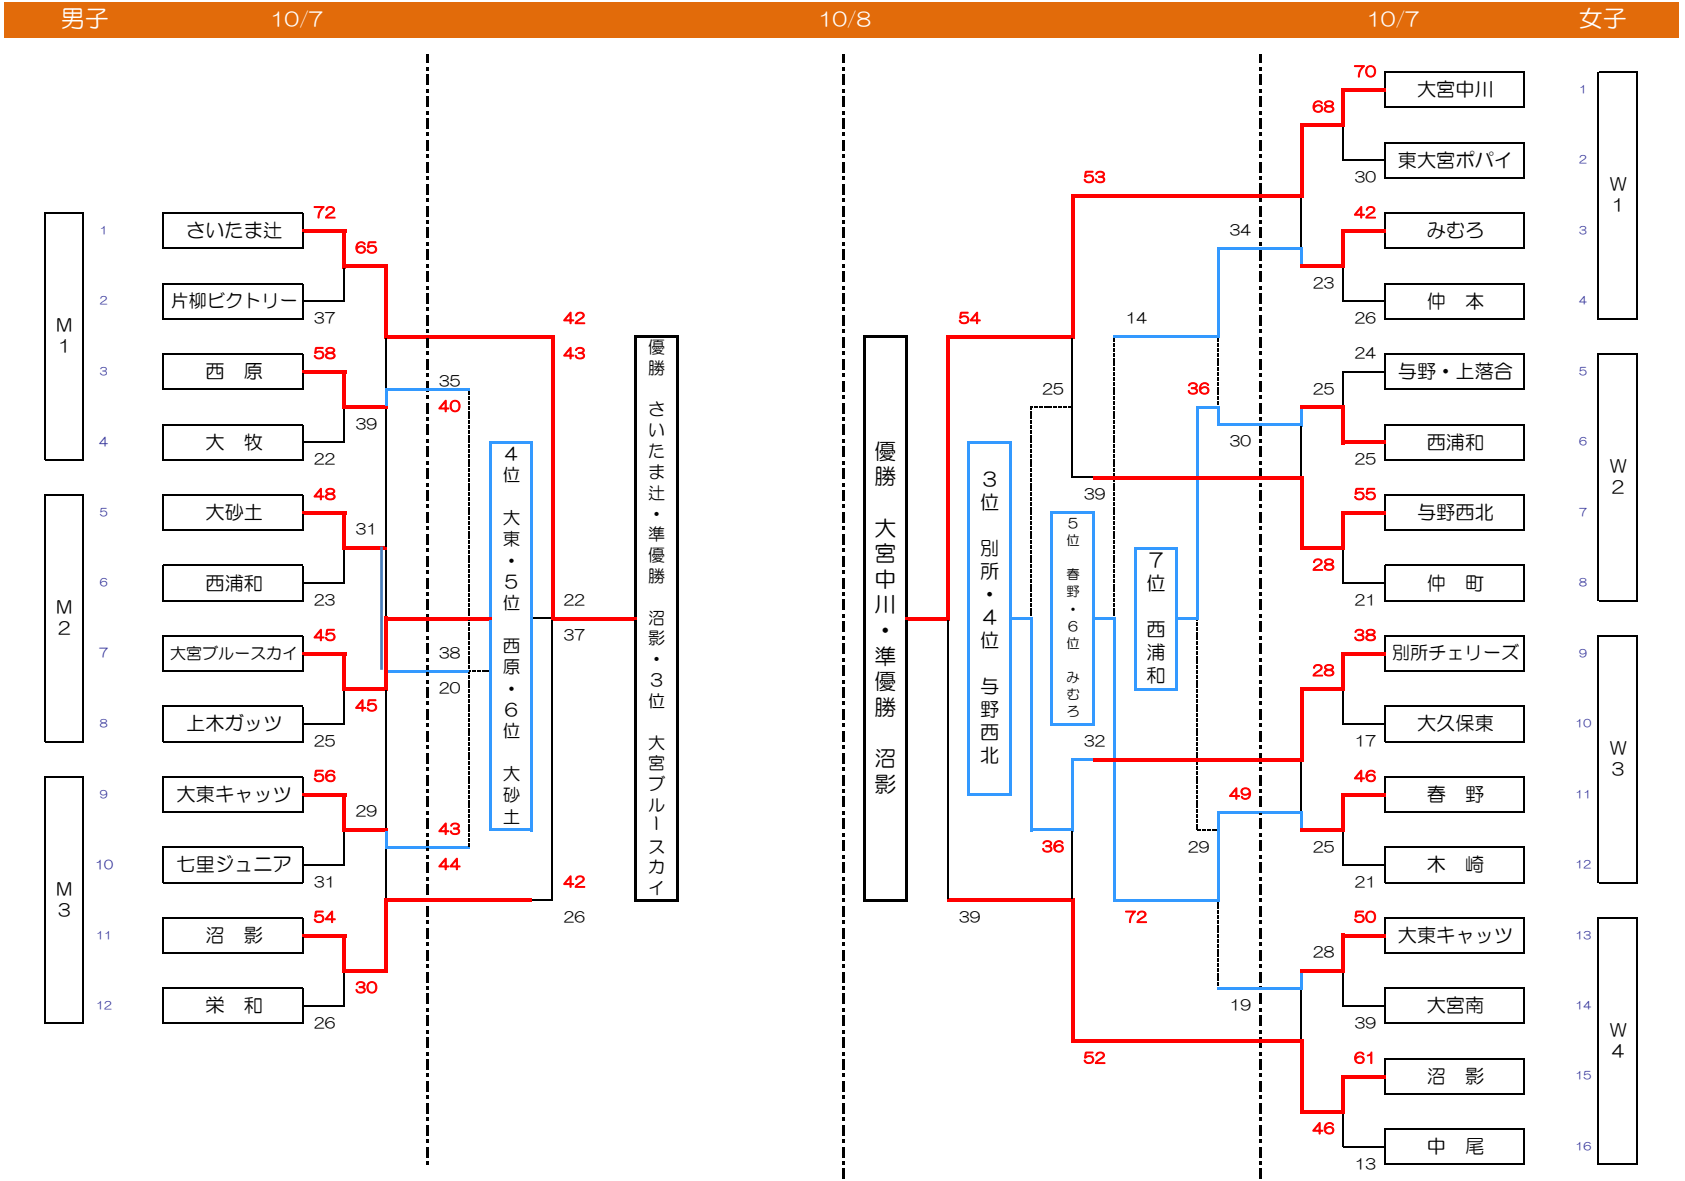 男子 10/7 10/8 10/7 女子
M1
1 さいたま辻 72
65
2 片柳ビクトリー 37
3 西 原 58
39
4 大 牧 22
M2
5 大砂土 48
31
6 西浦和 23
7 大宮ブルースカイ 45
45
8 上木ガッツ 25
M3
9 大東キャッツ 56
29
10 七里ジュニア 31
11 沼 影 54
30
12 栄 和 26
35
40
38
20
43
44
42
43
22
37
42
26
4位 大東・5位 西原・6位 大砂土
優勝 さいたま辻・準優勝 沼影・3位 大宮ブルースカイ
優勝 大宮中川・準優勝 沼影
3位 別所・4位 与野西北
5位 春野・6位 みむろ
7位 西浦和
54
39
53
25
39
32
36
52
14
72
36
29
34
30
49
19
W1
70 大宮中川 1
68
30 東大宮ポパイ 2
42 みむろ 3
23
26 仲 本 4
W2
24 与野・上落合 5
25
25 西浦和 6
55 与野西北 7
28
21 仲 町 8
W3
38 別所チェリーズ 9
28
17 大久保東 10
46 春 野 11
25
21 木 崎 12
W4
50 大東キャッツ 13
28
39 大宮南 14
61 沼 影 15
46
13 中 尾 16